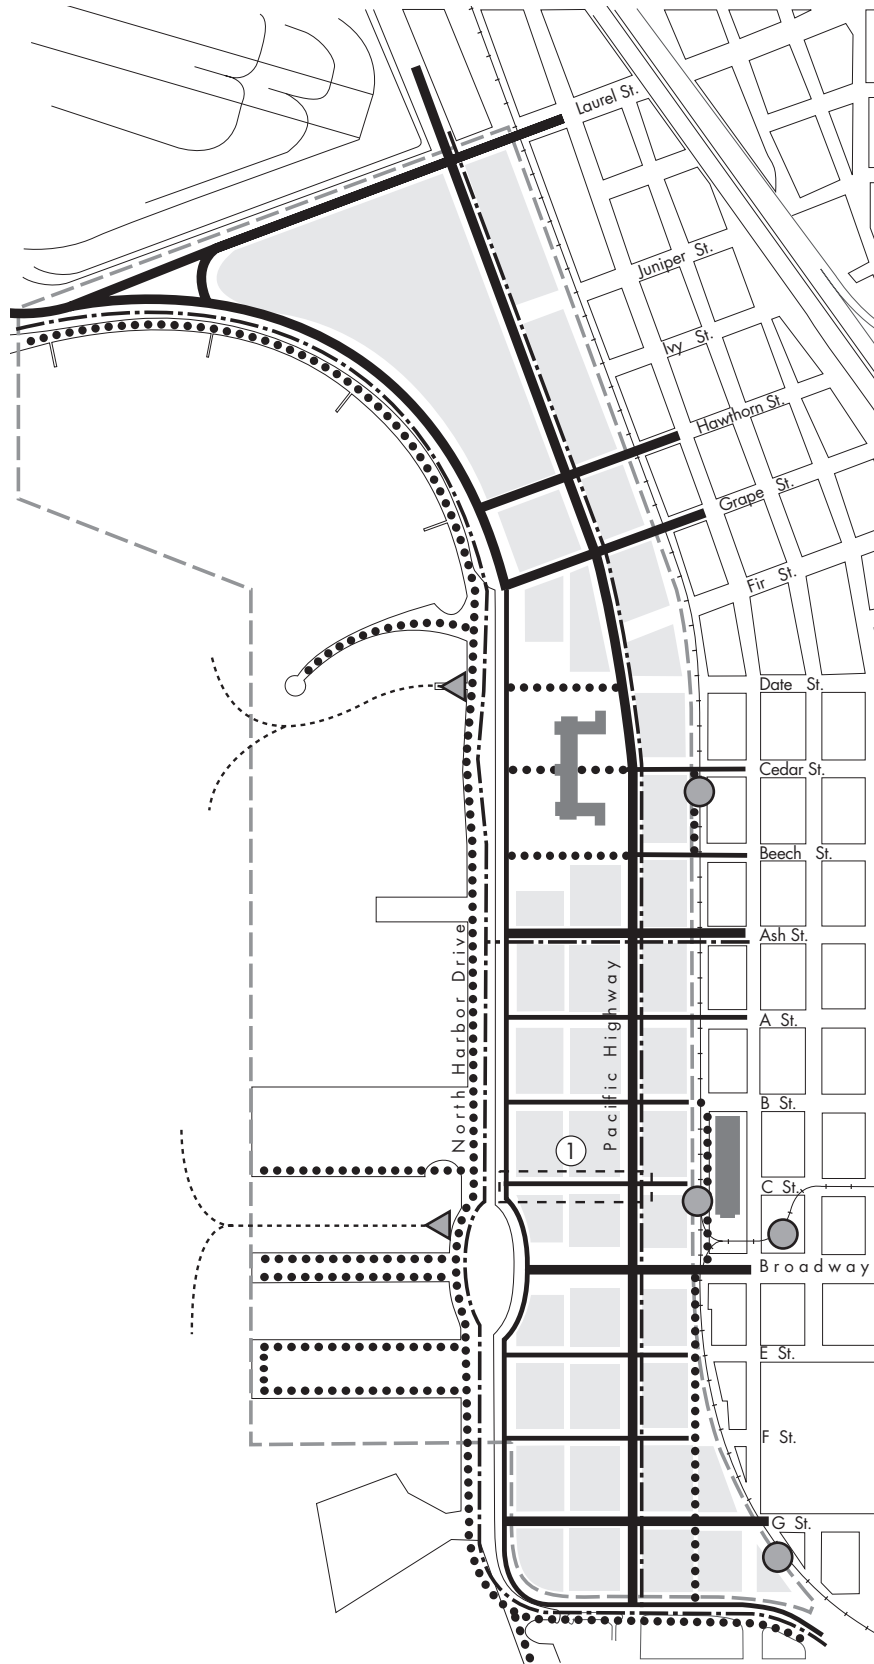 Laurel St.
Juniper St.
Ivy St.
Hawthorn St.
Grape St.
Fir St.
Date St.
Cedar St.
Beech St.
Ash St.
North Harbor Drive
Pacific Highway
A St.
B St.
1
C St.
Broadway
E St.
F St.
G St.